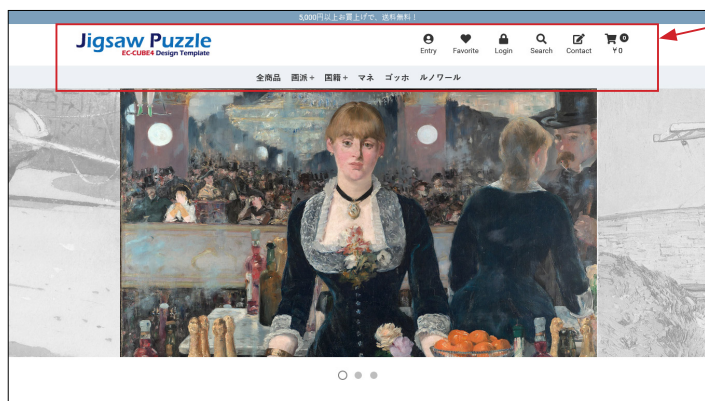 5,000円以上お買上げで、送料無料！
Jigsaw Puzzle
EC-CUBE4 Design Template
Entry Favorite Login Search Contact ¥0
0
全商品 画派+ 国籍+ マネ ゴッホ ルノワール